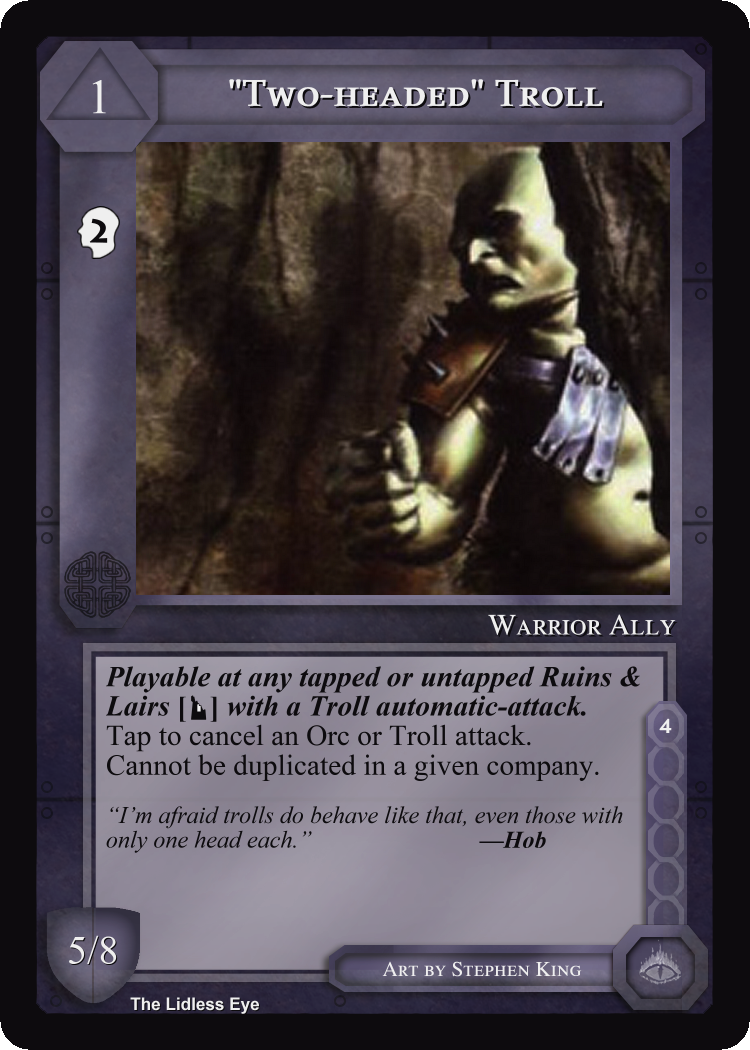 1
"Two-headed" Troll
2
Warrior Ally
Playable at any tapped or untapped Ruins &
Lairs [] with a Troll automatic-attack.
Tap to cancel an Orc or Troll attack.
Cannot be duplicated in a given company.
4
“I’m afraid trolls do behave like that, even those with
only one head each.” —Hob
5/8
Art by Stephen King
The Lidless Eye